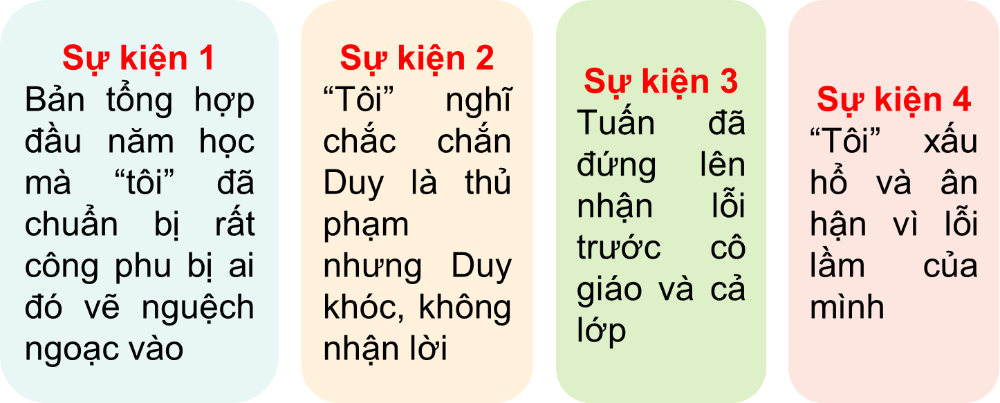 Sự kiện 1
Bản tổng hợp
đầu năm học
mà “tôi” đã
chuẩn bị rất
công phu bị ai
đó vẽ nguệch
ngoạc vào
Sự kiện 2
“Tôi” nghĩ
chắc chắn
Duy là thủ
phạm
nhưng Duy
khóc, không
nhận lời
Sự kiện 3
Tuấn đã
đứng lên
nhận lỗi
trước cô
giáo và cả
lớp
Sự kiện 4
“Tôi” xấu
hổ và ân
hận vì lỗi
lầm của
mình